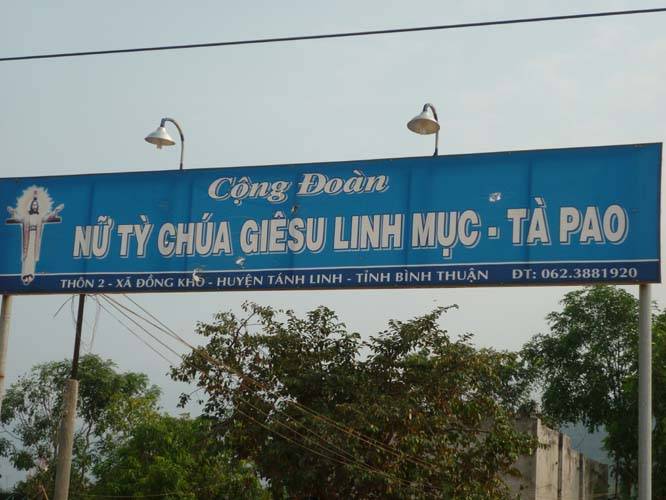 Cộng Đoàn
NỮ TỲ CHÚA GIÊSU LINH MỤC - TÀ PAO
THÔN 2 - XÃ ĐỒNG KHO - HUYỆN TÁNH LINH - TỈNH BÌNH THUẬN ĐT: 062.3881920